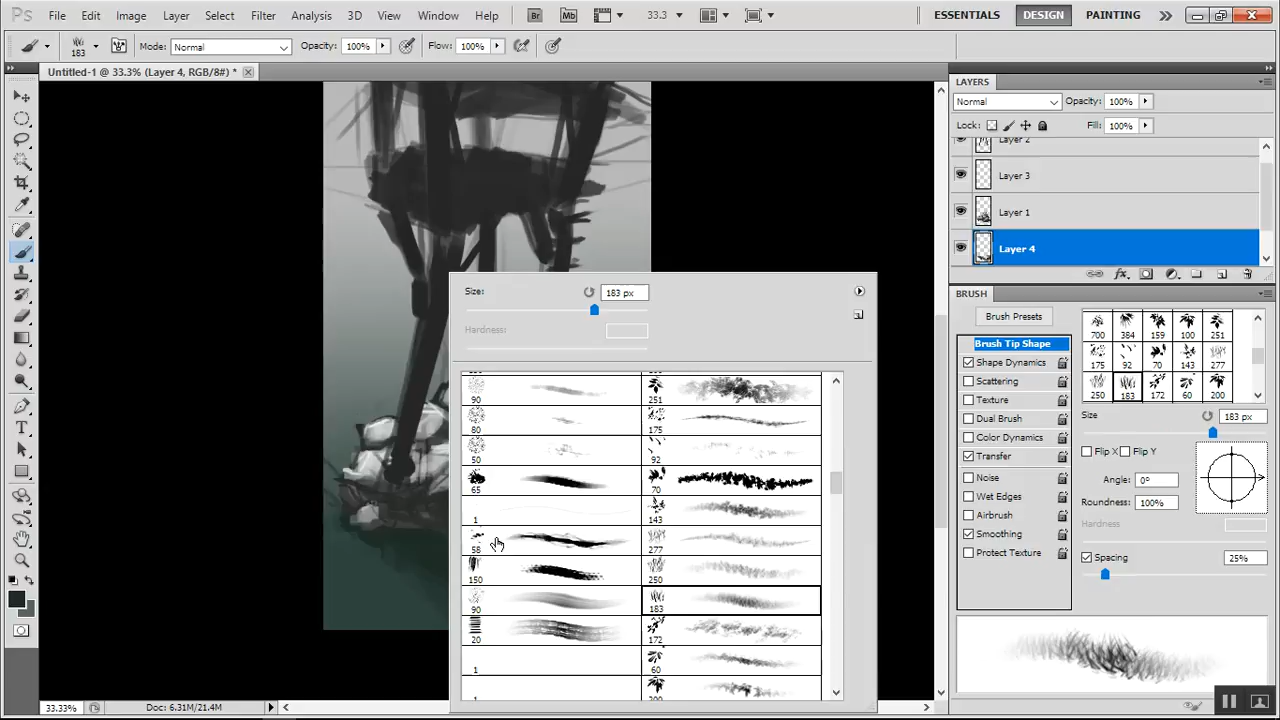 Ps File Edit Image Layer Select Filter Analysis 3D View Window Help Br Mb 33.3 ESSENTIALS DESIGN PAINTING
183 Mode: Normal Opacity: 100% Flow: 100%
Untitled-1 @ 33.3% (Layer 4, RGB/8#) *
LAYERS
Normal Opacity: 100%
Lock: Fill: 100%
Layer 2
Layer 3
Layer 1
Layer 4
fx
BRUSH
Brush Presets
Brush Tip Shape
Shape Dynamics
Scattering
Texture
Dual Brush
Color Dynamics
Transfer
Noise
Wet Edges
Airbrush
Smoothing
Protect Texture
700 384 159 100 251
175 92 70 143 277
250 183 172 60 200
Size 183 px
Flip X Flip Y
Angle: 0°
Roundness: 100%
Hardness
Spacing 25%
Size: 183 px
Hardness:
90 251
80 175
50 92
65 70
1 143
58 277
150 250
90 183
20 172
1 60
1 200
33.33% Doc: 6.31M/21.4M